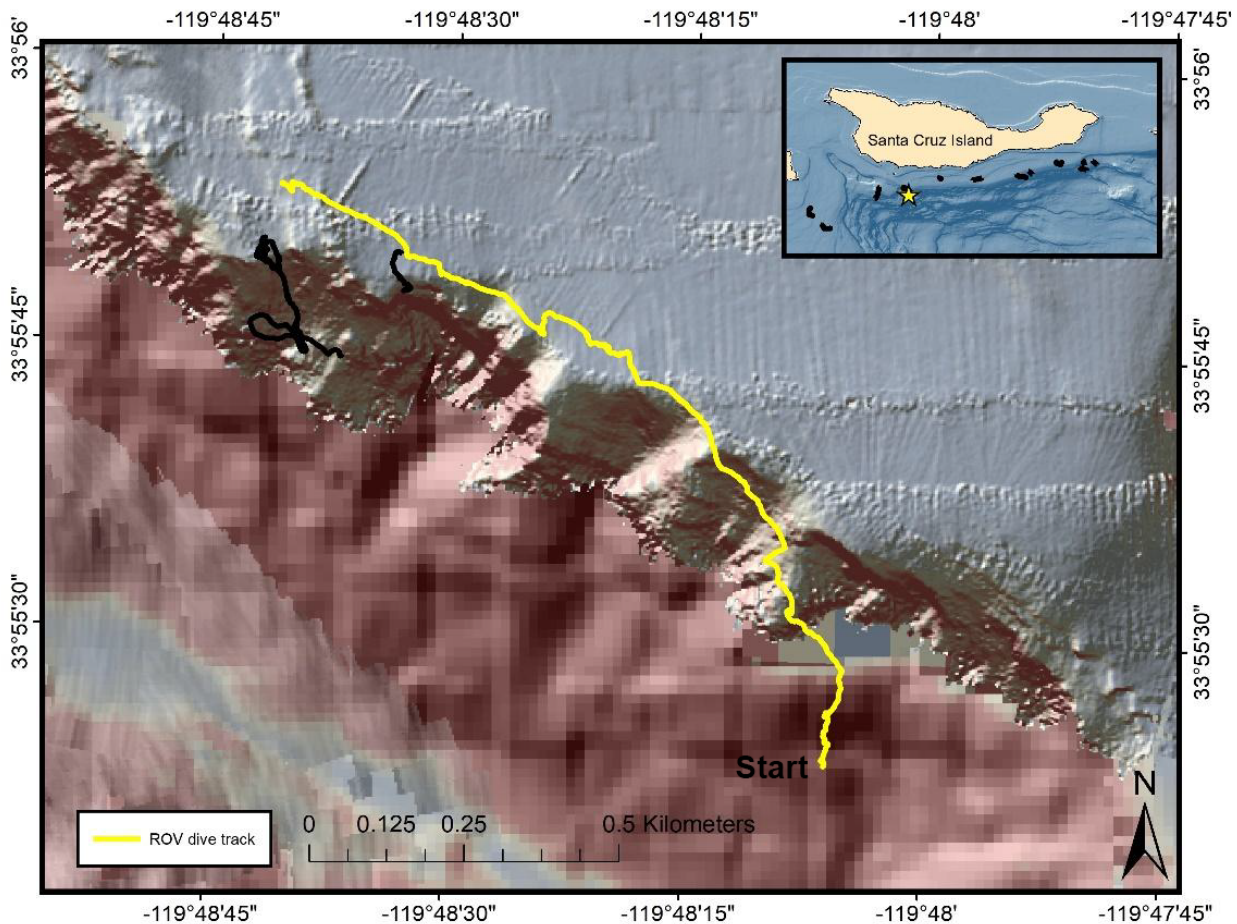 -119°48'45" -119°48'30" -119°48'15" -119°48' -119°47'45"
33°56' 33°56'
Santa Cruz Island
33°55'45" 33°55'45"
33°55'30" 33°55'30"
Start
N
ROV dive track
0 0.125 0.25 0.5 Kilometers
-119°48'45" -119°48'30" -119°48'15" -119°48' -119°47'45"